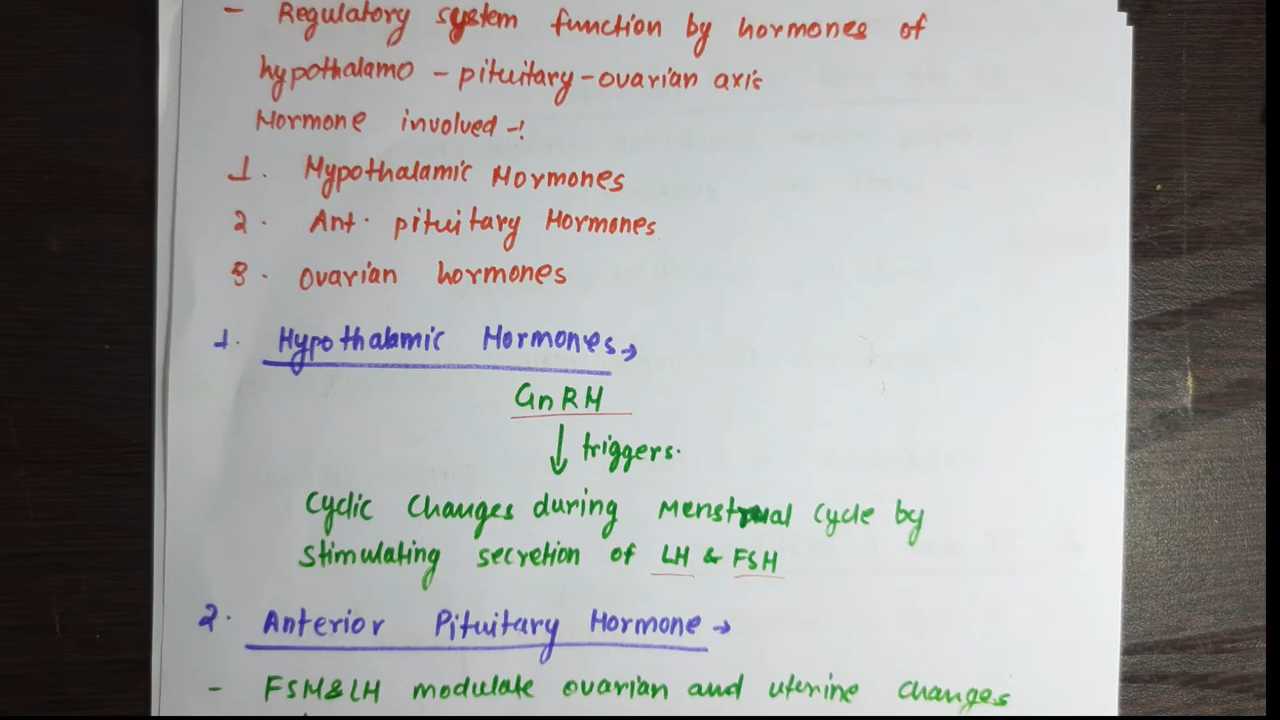 - Regulatory system function by hormones of
hypothalamo - pituitary - ovarian axis
Hormone involved -:
1. Hypothalamic Hormones
2. Ant. pituitary Hormones
3. ovarian hormones
1. Hypothalamic Hormones →
GnRH
↓ triggers.
Cyclic Changes during Menstrual Cycle by
stimulating secretion of LH & FSH
2. Anterior Pituitary Hormone →
- FSH & LH modulate ovarian and uterine changes